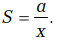 S = a/x.